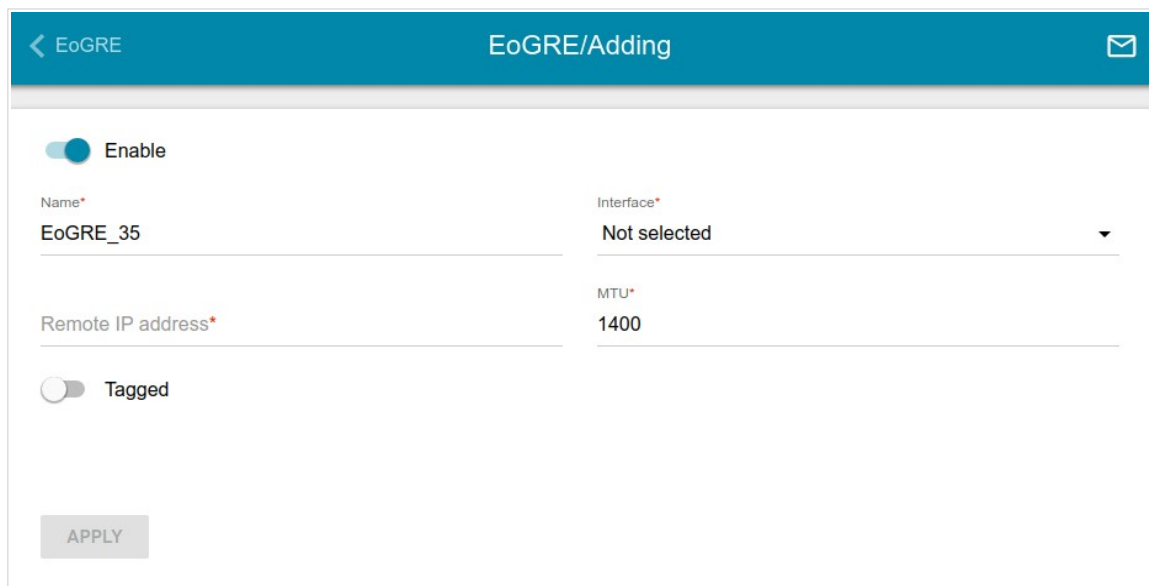 EoGRE
EoGRE/Adding
Enable
Name*
Interface*
EoGRE_35
Not selected
MTU*
Remote IP address*
1400
Tagged
APPLY